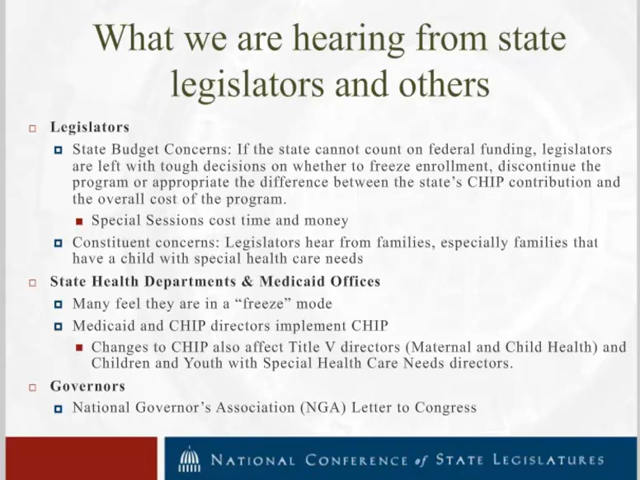 What we are hearing from state
legislators and others
Legislators
State Budget Concerns: If the state cannot count on federal funding, legislators
are left with tough decisions on whether to freeze enrollment, discontinue the
program or appropriate the difference between the state's CHIP contribution and
the overall cost of the program.
Special Sessions cost time and money
Constituent concerns: Legislators hear from families, especially families that
have a child with special health care needs
State Health Departments & Medicaid Offices
Many feel they are in a “freeze” mode
Medicaid and CHIP directors implement CHIP
Changes to CHIP also affect Title V directors (Maternal and Child Health) and
Children and Youth with Special Health Care Needs directors.
Governors
National Governor's Association (NGA) Letter to Congress
NATIONAL CONFERENCE of STATE LEGISLATURES